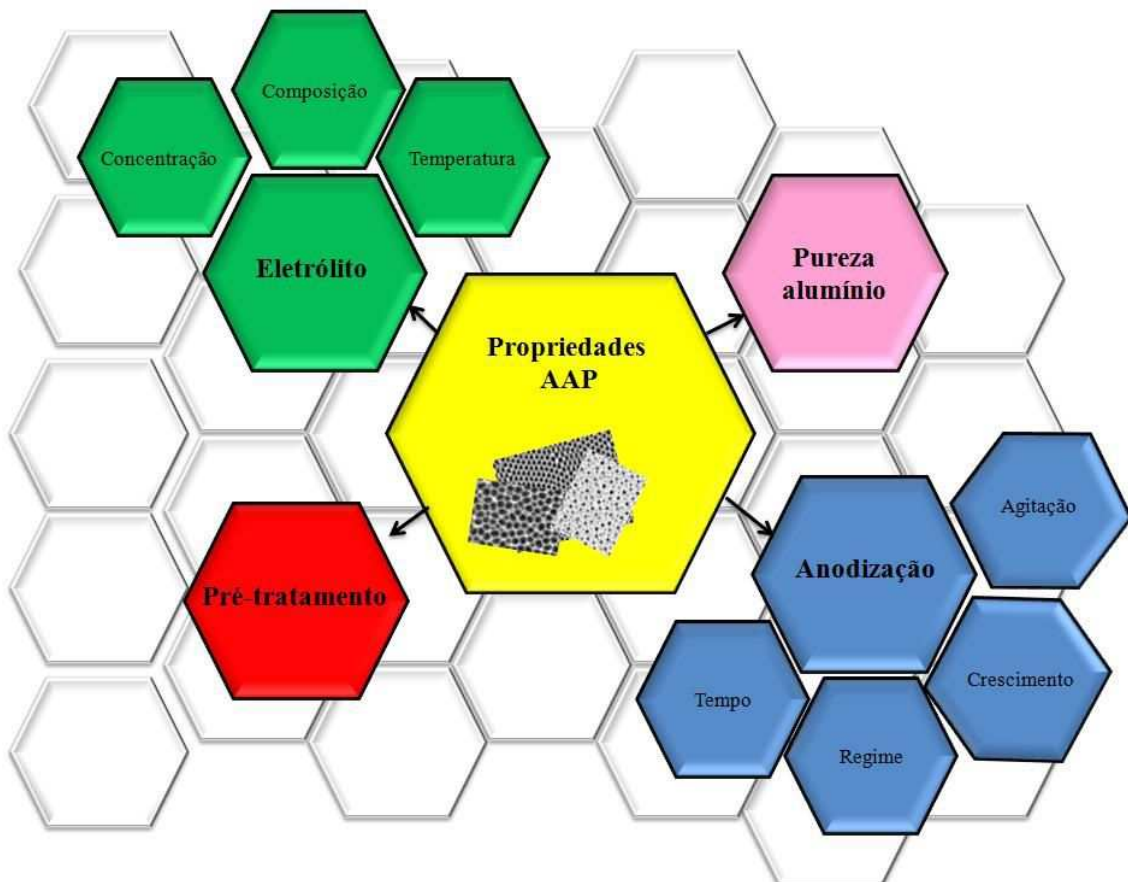 Composição
Concentração
Temperatura
Eletrólito
Pureza
alumínio
Propriedades
AAP
Agitação
Anodização
Pré-tratamento
Crescimento
Tempo
Regime